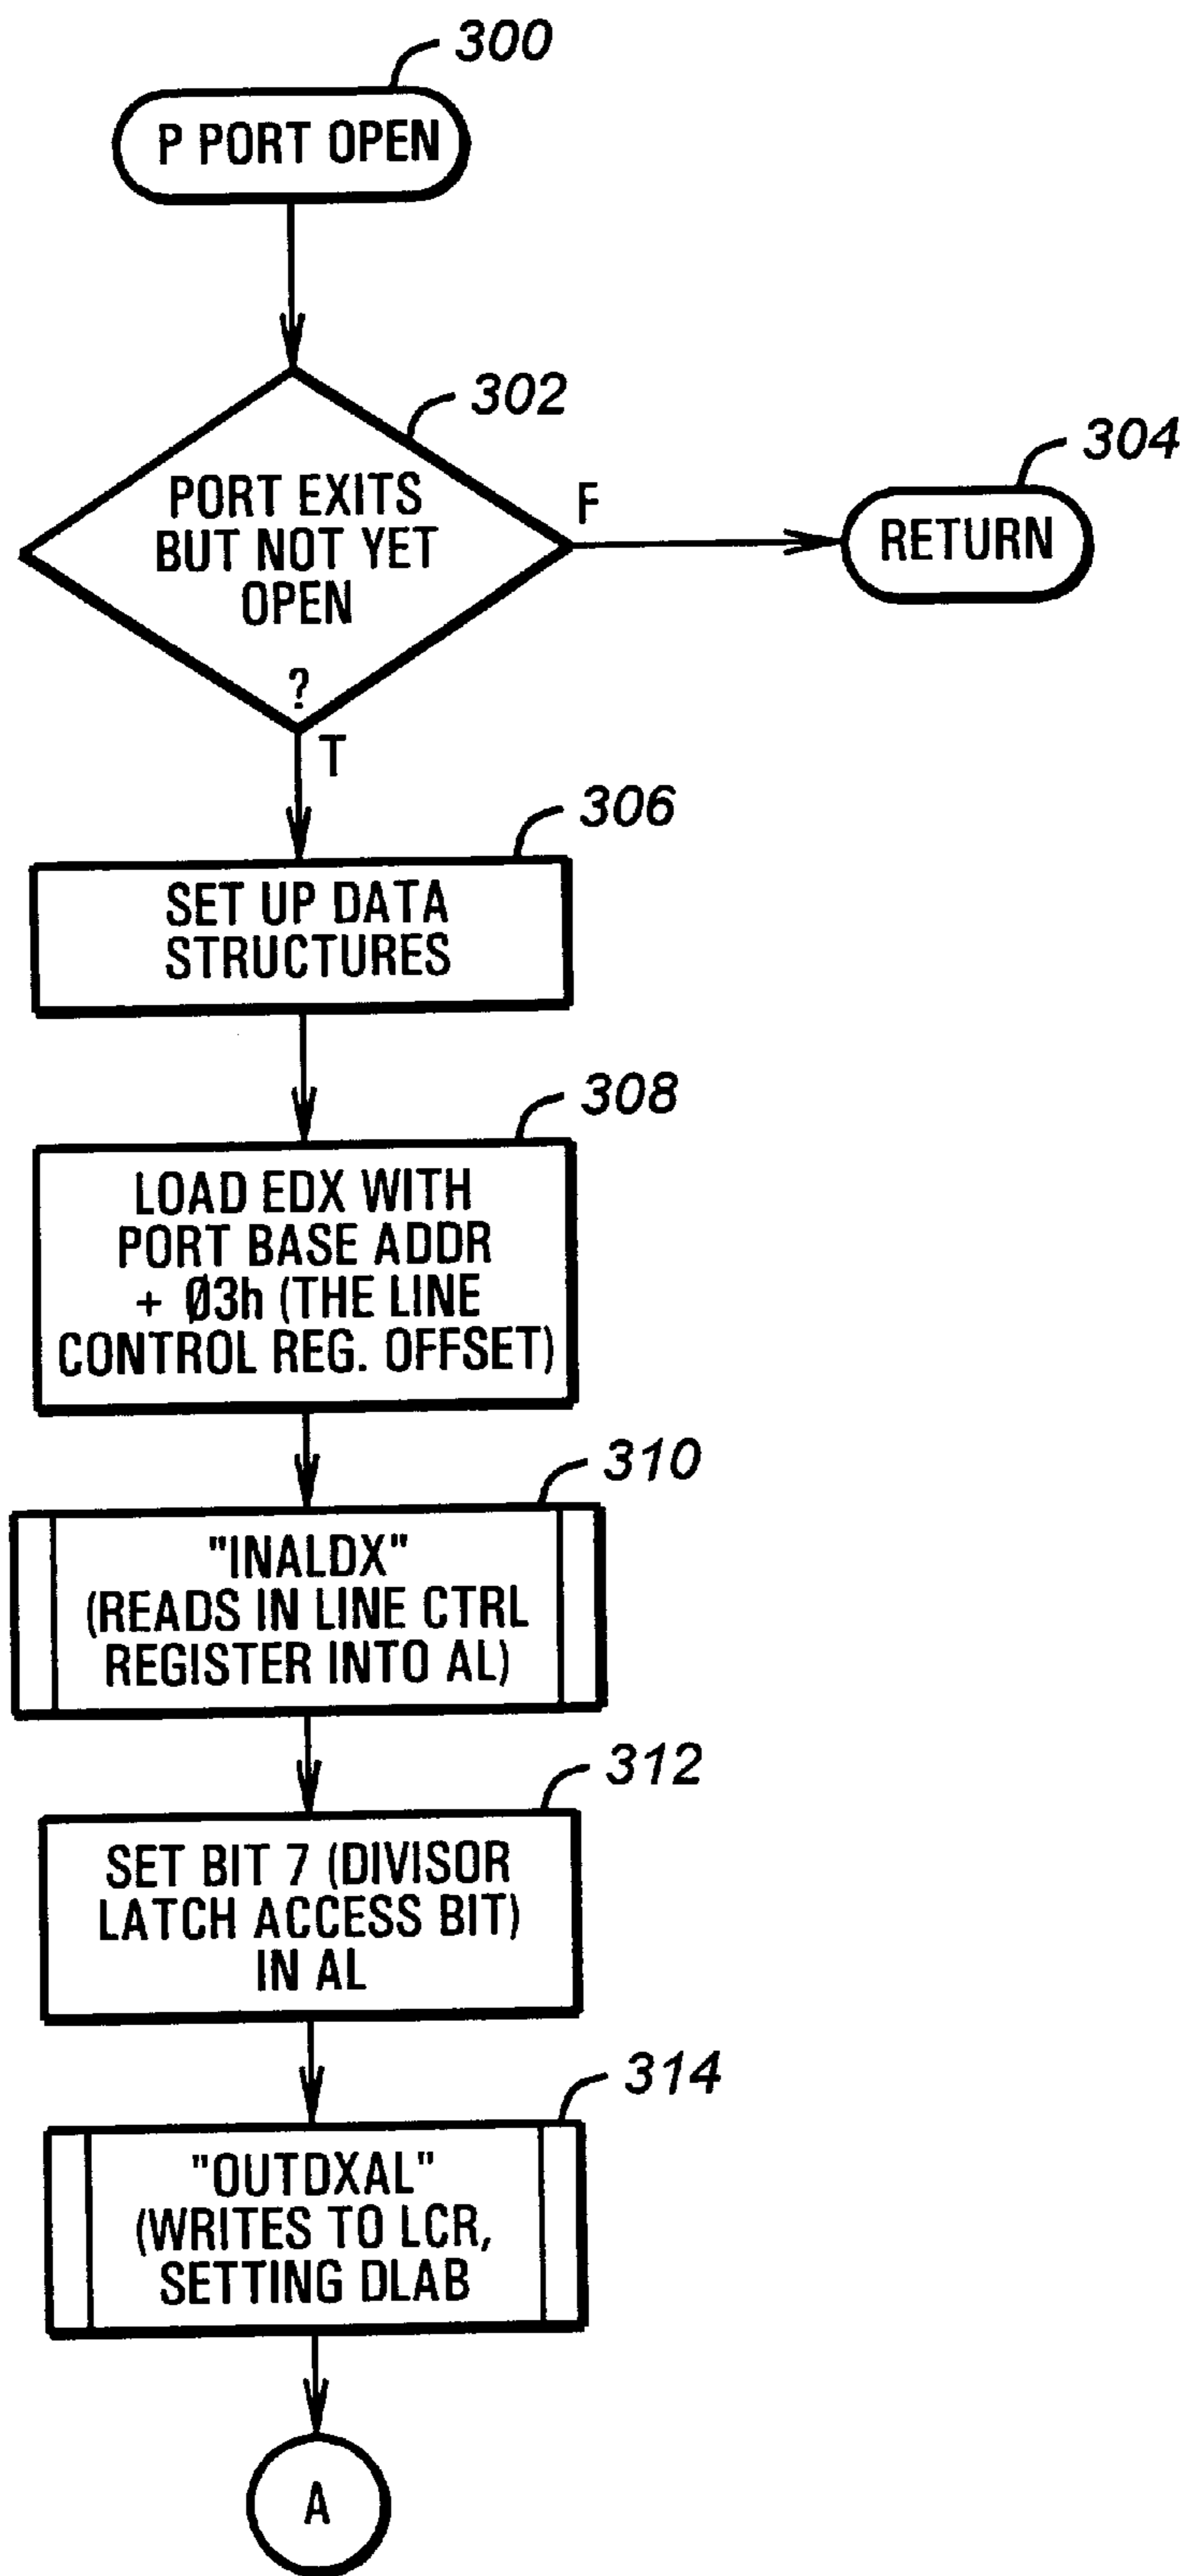 300
P PORT OPEN
302
PORT EXITS
BUT NOT YET
OPEN
?
F
304
RETURN
T
306
SET UP DATA
STRUCTURES
308
LOAD EDX WITH
PORT BASE ADDR
+ Ø3h (THE LINE
CONTROL REG. OFFSET)
310
"INALDX"
(READS IN LINE CTRL
REGISTER INTO AL)
312
SET BIT 7 (DIVISOR
LATCH ACCESS BIT)
IN AL
314
"OUTDXAL"
(WRITES TO LCR,
SETTING DLAB
A